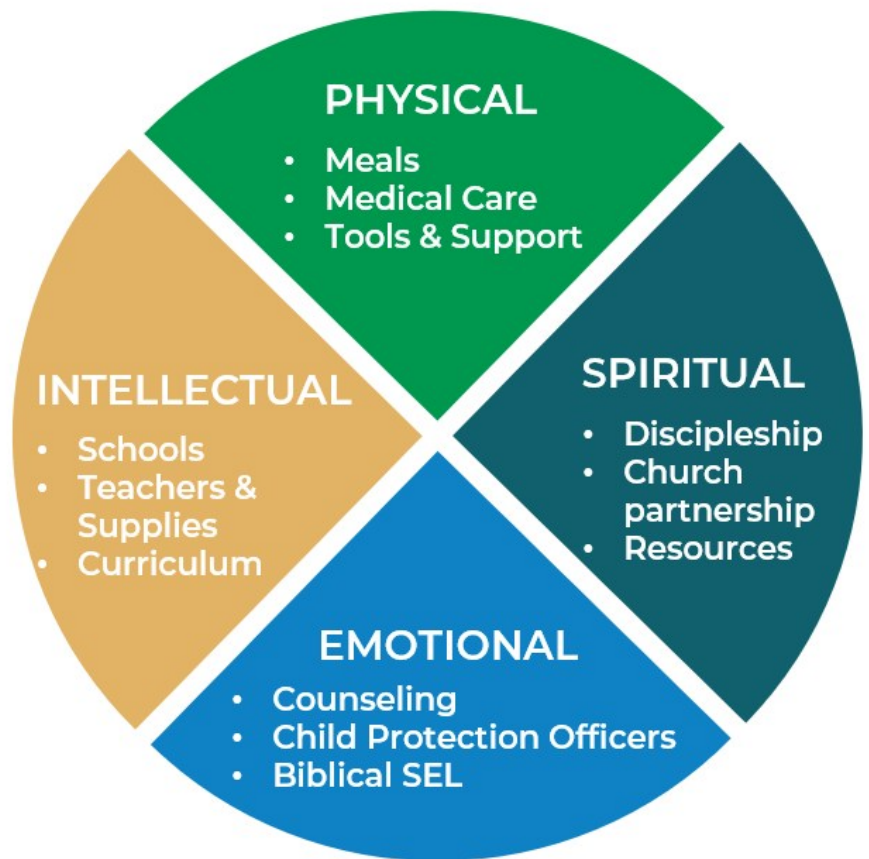 PHYSICAL
• Meals
• Medical Care
• Tools & Support
INTELLECTUAL
• Schools
• Teachers &
Supplies
• Curriculum
SPIRITUAL
• Discipleship
• Church
partnership
• Resources
EMOTIONAL
• Counseling
• Child Protection Officers
• Biblical SEL